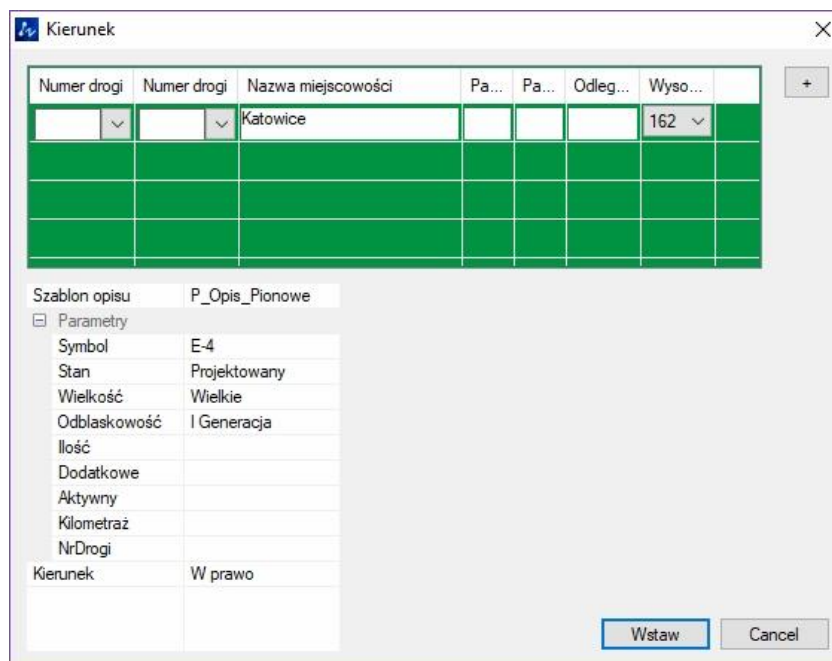 Kierunek
Numer drogi Numer drogi Nazwa miejscowości Pa... Pa... Odleg... Wyso... +
Katowice 162
Szablon opisu P_Opis_Pionowe
Parametry
Symbol E-4
Stan Projektowany
Wielkość Wielkie
Odblaskowość I Generacja
Ilość
Dodatkowe
Aktywny
Kilometraż
NrDrogi
Kierunek W prawo
Wstaw Cancel